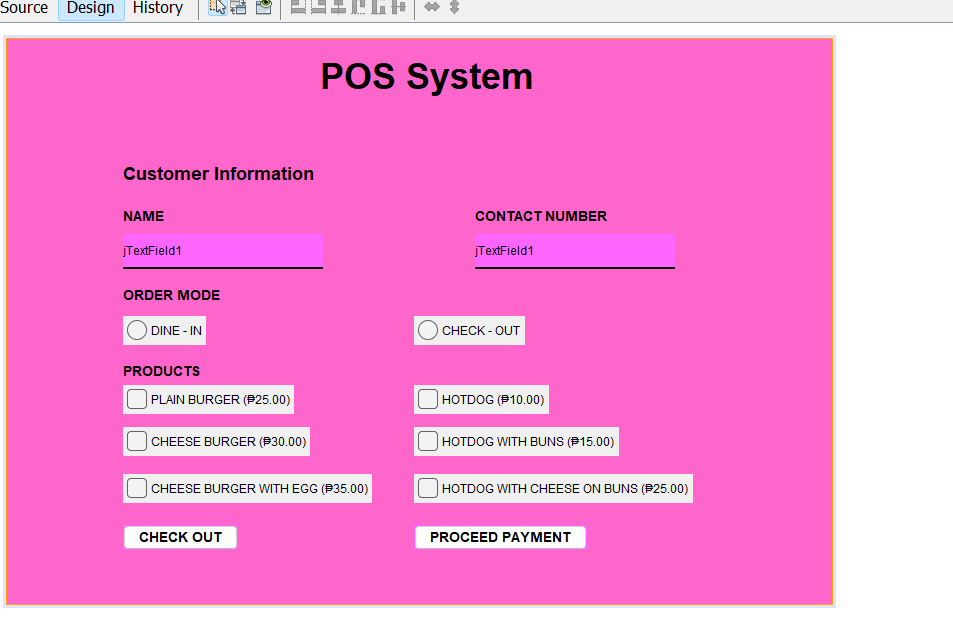 Source Design History
POS System
Customer Information
NAME CONTACT NUMBER
jTextField1 jTextField1
ORDER MODE
DINE - IN CHECK - OUT
PRODUCTS
PLAIN BURGER (₱25.00) HOTDOG (₱10.00)
CHEESE BURGER (₱30.00) HOTDOG WITH BUNS (₱15.00)
CHEESE BURGER WITH EGG (₱35.00) HOTDOG WITH CHEESE ON BUNS (₱25.00)
CHECK OUT PROCEED PAYMENT